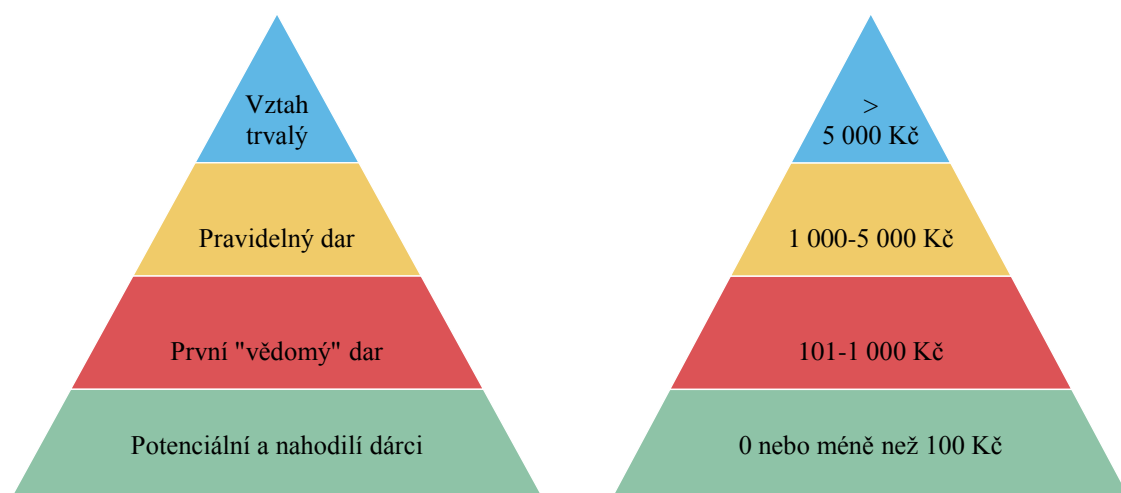 Vztah
trvalý
Pravidelný dar
První "vědomý" dar
Potenciální a nahodilí dárci
>
5 000 Kč
1 000-5 000 Kč
101-1 000 Kč
0 nebo méně než 100 Kč